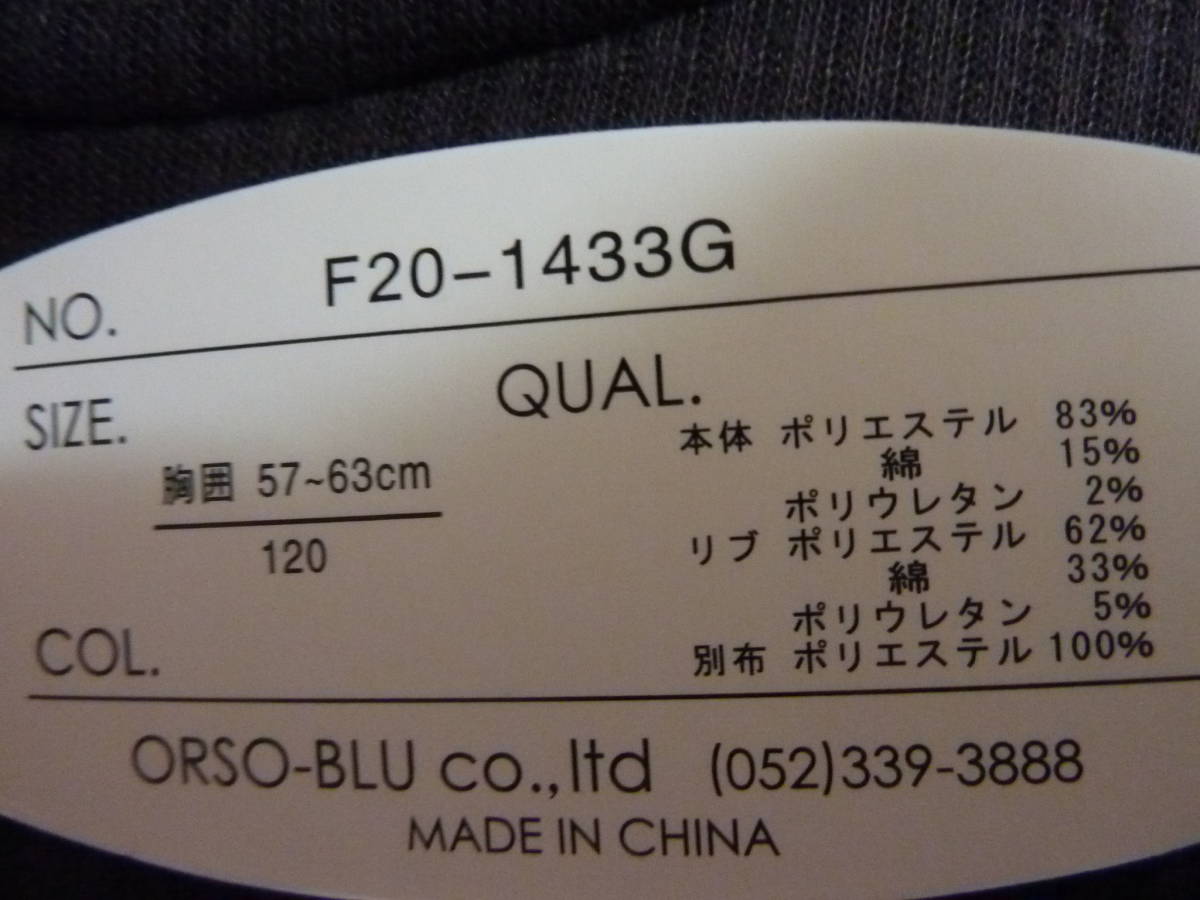 NO. F20-1433G
SIZE.
胸囲 57~63cm
120
QUAL.
本体 ポリエステル 83%
綿 15%
ポリウレタン 2%
リブ ポリエステル 62%
綿 33%
ポリウレタン 5%
別布 ポリエステル 100%
COL.
ORSO-BLU co.,ltd (052)339-3888
MADE IN CHINA